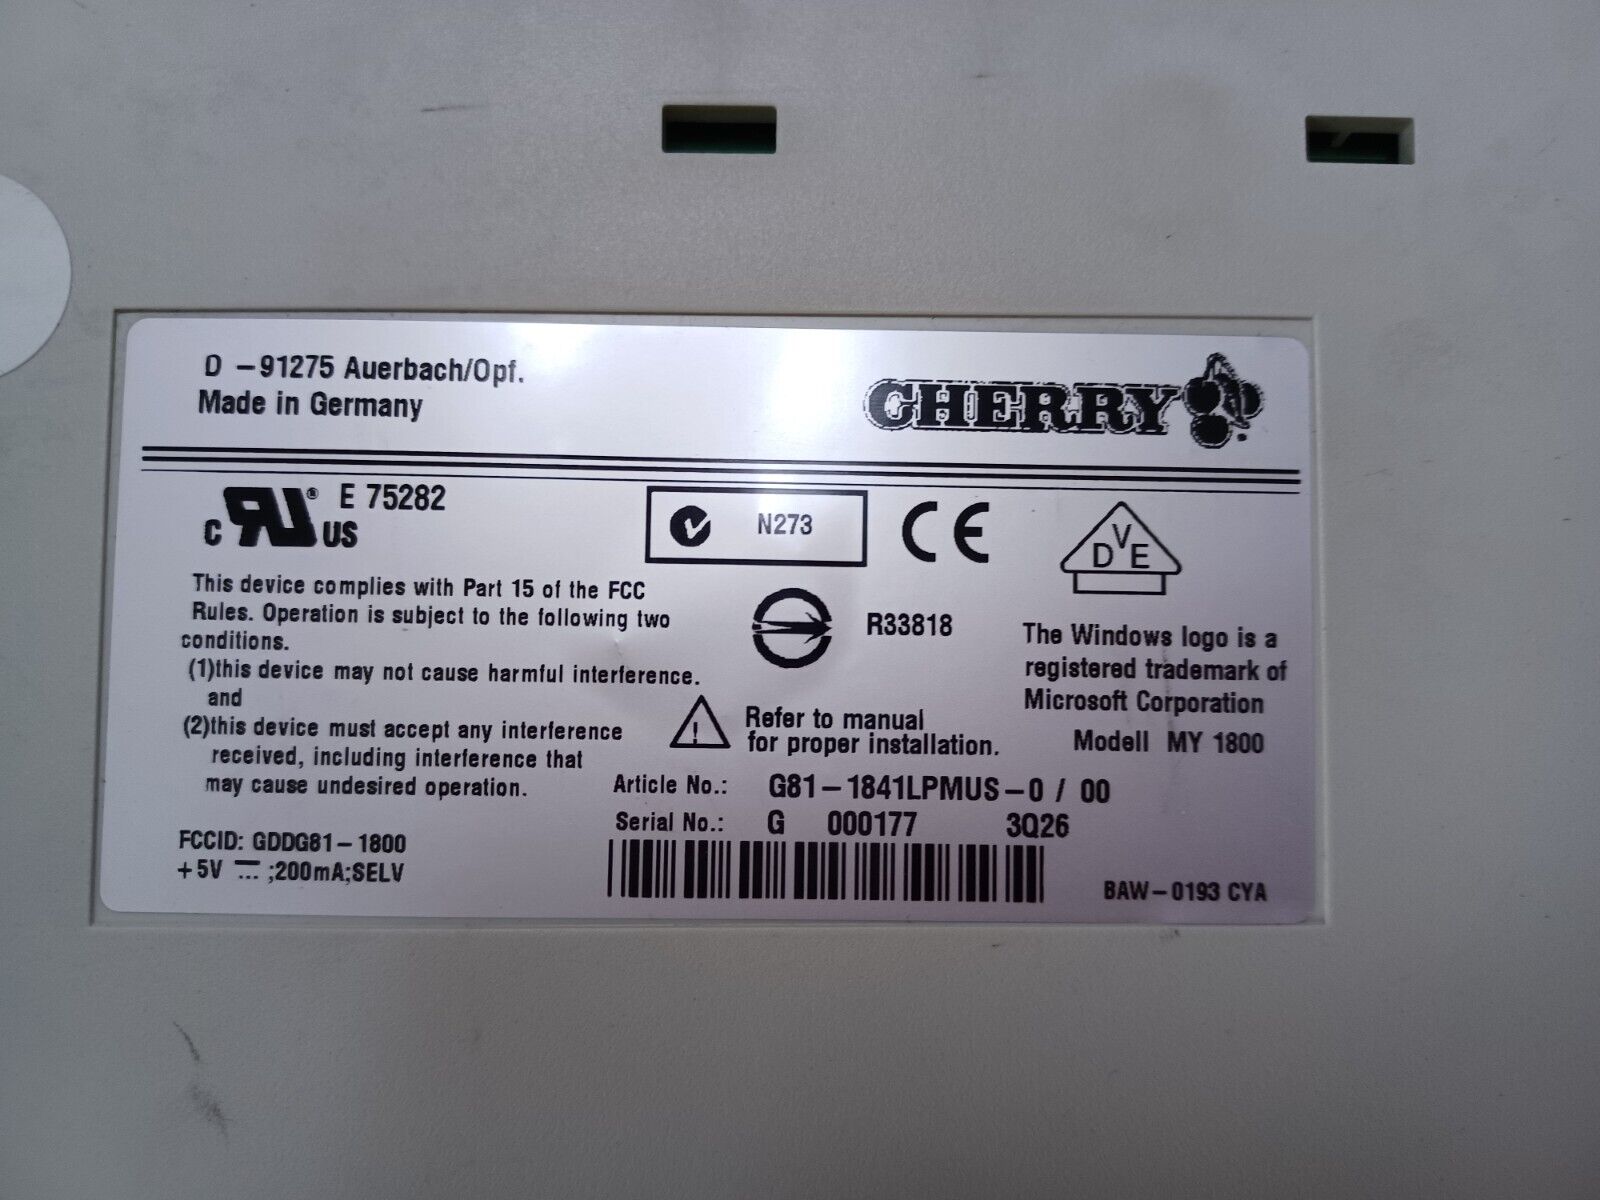 D -91275 Auerbach/Opf.
Made in Germany
CHERRY
c RU ® US E 75282
N273
CE
DVE
This device complies with Part 15 of the FCC
Rules. Operation is subject to the following two
conditions.
(1)this device may not cause harmful interference.
and
(2)this device must accept any interference
received, including interference that
may cause undesired operation.
R33818
The Windows logo is a
registered trademark of
Microsoft Corporation
! Refer to manual
for proper installation.
Modell MY 1800
Article No.: G81-1841LPMUS-0 / 00
Serial No.: G 000177 3Q26
FCCID: GDDG81-1800
+5V ⎓ ;200mA;SELV
BAW-0193 CYA